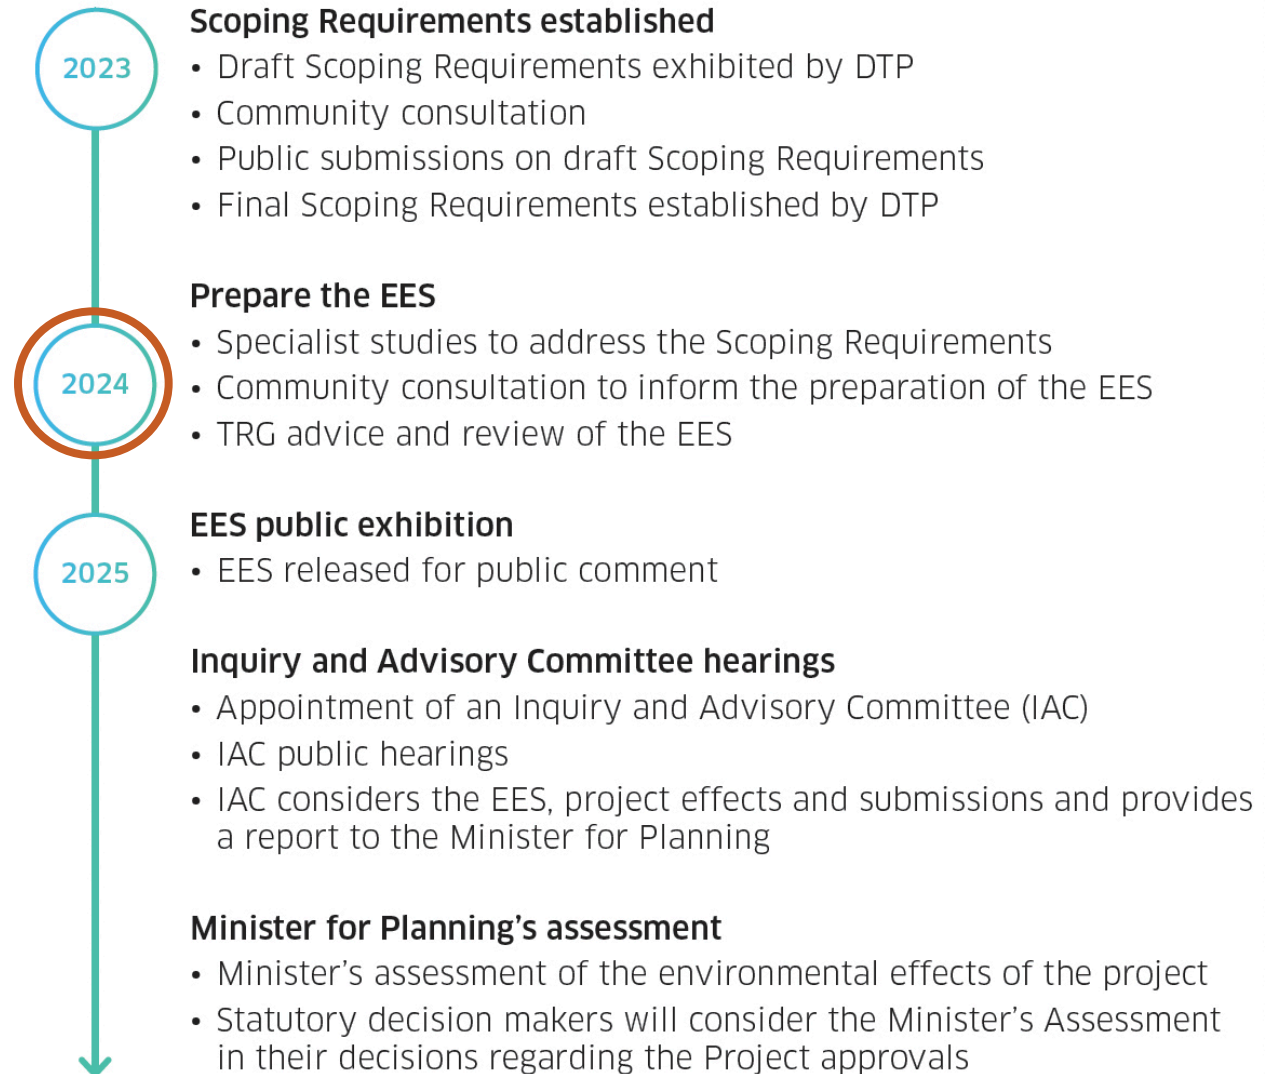 2023
Scoping Requirements established
• Draft Scoping Requirements exhibited by DTP
• Community consultation
• Public submissions on draft Scoping Requirements
• Final Scoping Requirements established by DTP
2024
Prepare the EES
• Specialist studies to address the Scoping Requirements
• Community consultation to inform the preparation of the EES
• TRG advice and review of the EES
2025
EES public exhibition
• EES released for public comment
Inquiry and Advisory Committee hearings
• Appointment of an Inquiry and Advisory Committee (IAC)
• IAC public hearings
• IAC considers the EES, project effects and submissions and provides
a report to the Minister for Planning
Minister for Planning’s assessment
• Minister’s assessment of the environmental effects of the project
• Statutory decision makers will consider the Minister’s Assessment
in their decisions regarding the Project approvals